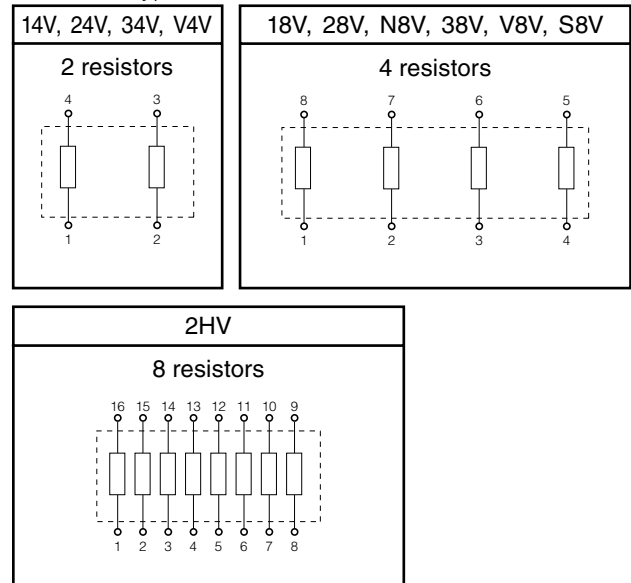 14V, 24V, 34V, V4V
2 resistors
4 3
1 2
18V, 28V, N8V, 38V, V8V, S8V
4 resistors
8 7 6 5
1 2 3 4
2HV
8 resistors
16 15 14 13 12 11 10 9
1 2 3 4 5 6 7 8